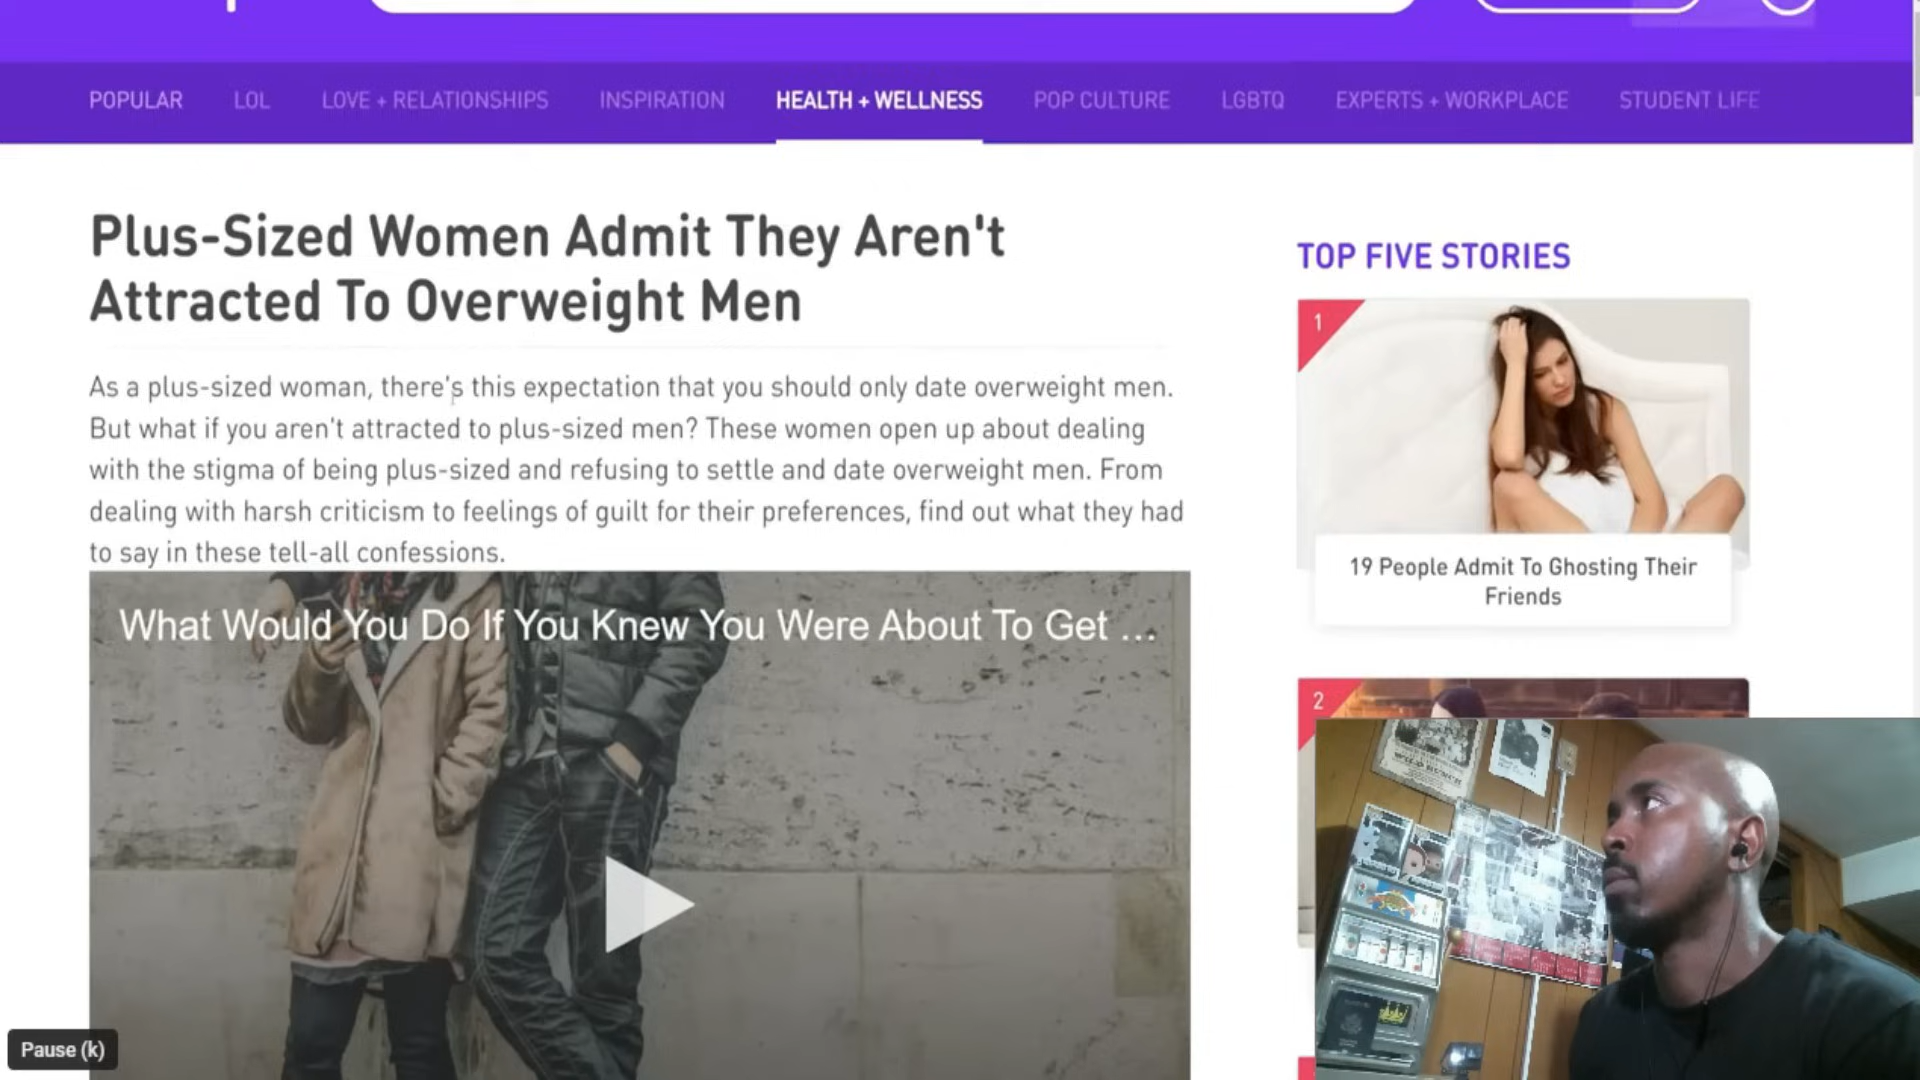 POPULAR LOL LOVE + RELATIONSHIPS INSPIRATION HEALTH + WELLNESS POP CULTURE LGBTQ EXPERTS + WORKPLACE STUDENT LIFE
Plus-Sized Women Admit They Aren't
Attracted To Overweight Men
As a plus-sized woman, there's this expectation that you should only date overweight men.
But what if you aren't attracted to plus-sized men? These women open up about dealing
with the stigma of being plus-sized and refusing to settle and date overweight men. From
dealing with harsh criticism to feelings of guilt for their preferences, find out what they had
to say in these tell-all confessions.
What Would You Do If You Knew You Were About To Get ...
TOP FIVE STORIES
1
19 People Admit To Ghosting Their
Friends
2
Pause (k)